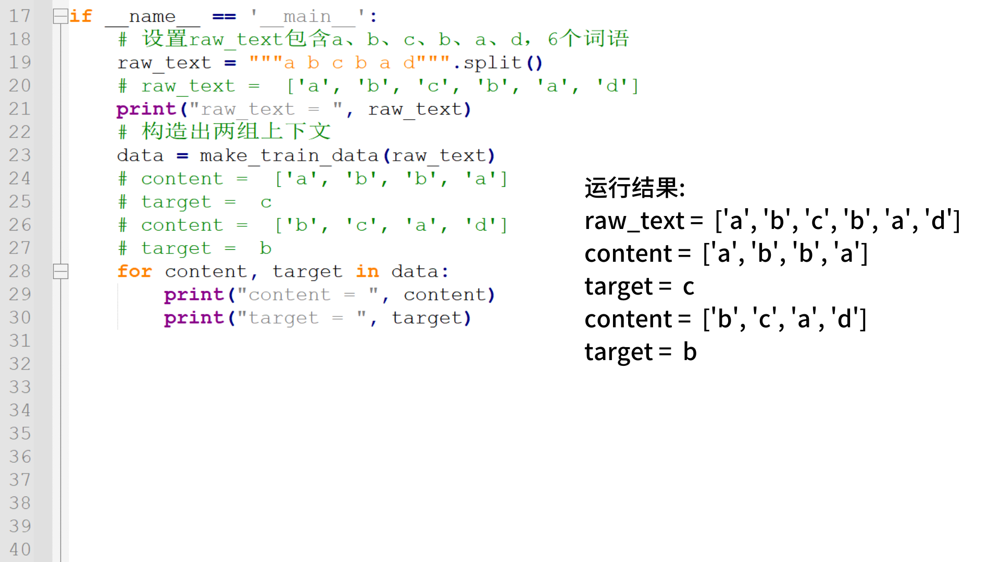 17 if __name__ == '__main__':
18     # 设置raw_text包含a、b、c、b、a、d，6个词语
19     raw_text = """a b c b a d""".split()
20     # raw_text =  ['a', 'b', 'c', 'b', 'a', 'd']
21     print("raw_text = ", raw_text)
22     # 构造出两组上下文
23     data = make_train_data(raw_text)
24     # content =  ['a', 'b', 'b', 'a']
25     # target =  c
26     # content =  ['b', 'c', 'a', 'd']
27     # target =  b
28     for content, target in data:
29         print("content = ", content)
30         print("target = ", target)
31
32
33
34
35
36
37
38
39
40
运行结果:
raw_text =  ['a', 'b', 'c', 'b', 'a', 'd']
content =  ['a', 'b', 'b', 'a']
target =  c
content =  ['b', 'c', 'a', 'd']
target =  b